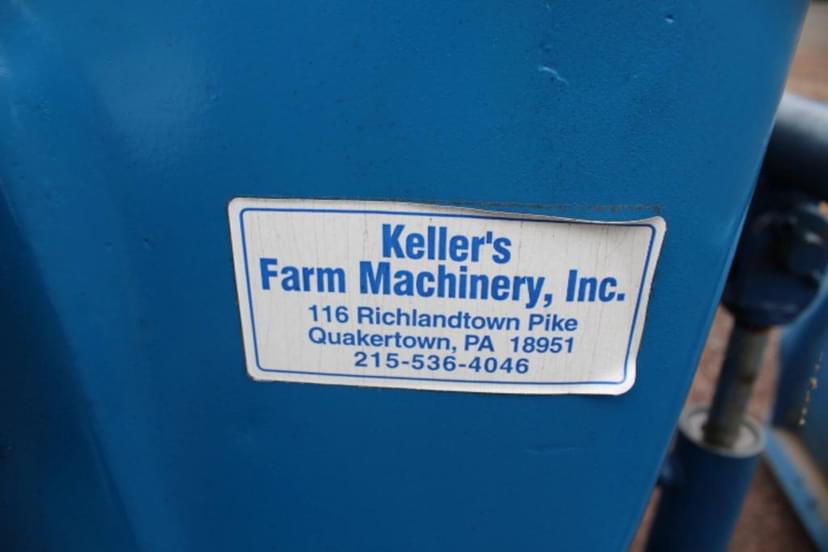 Keller's
Farm Machinery, Inc.
116 Richlandtown Pike
Quakertown, PA 18951
215-536-4046